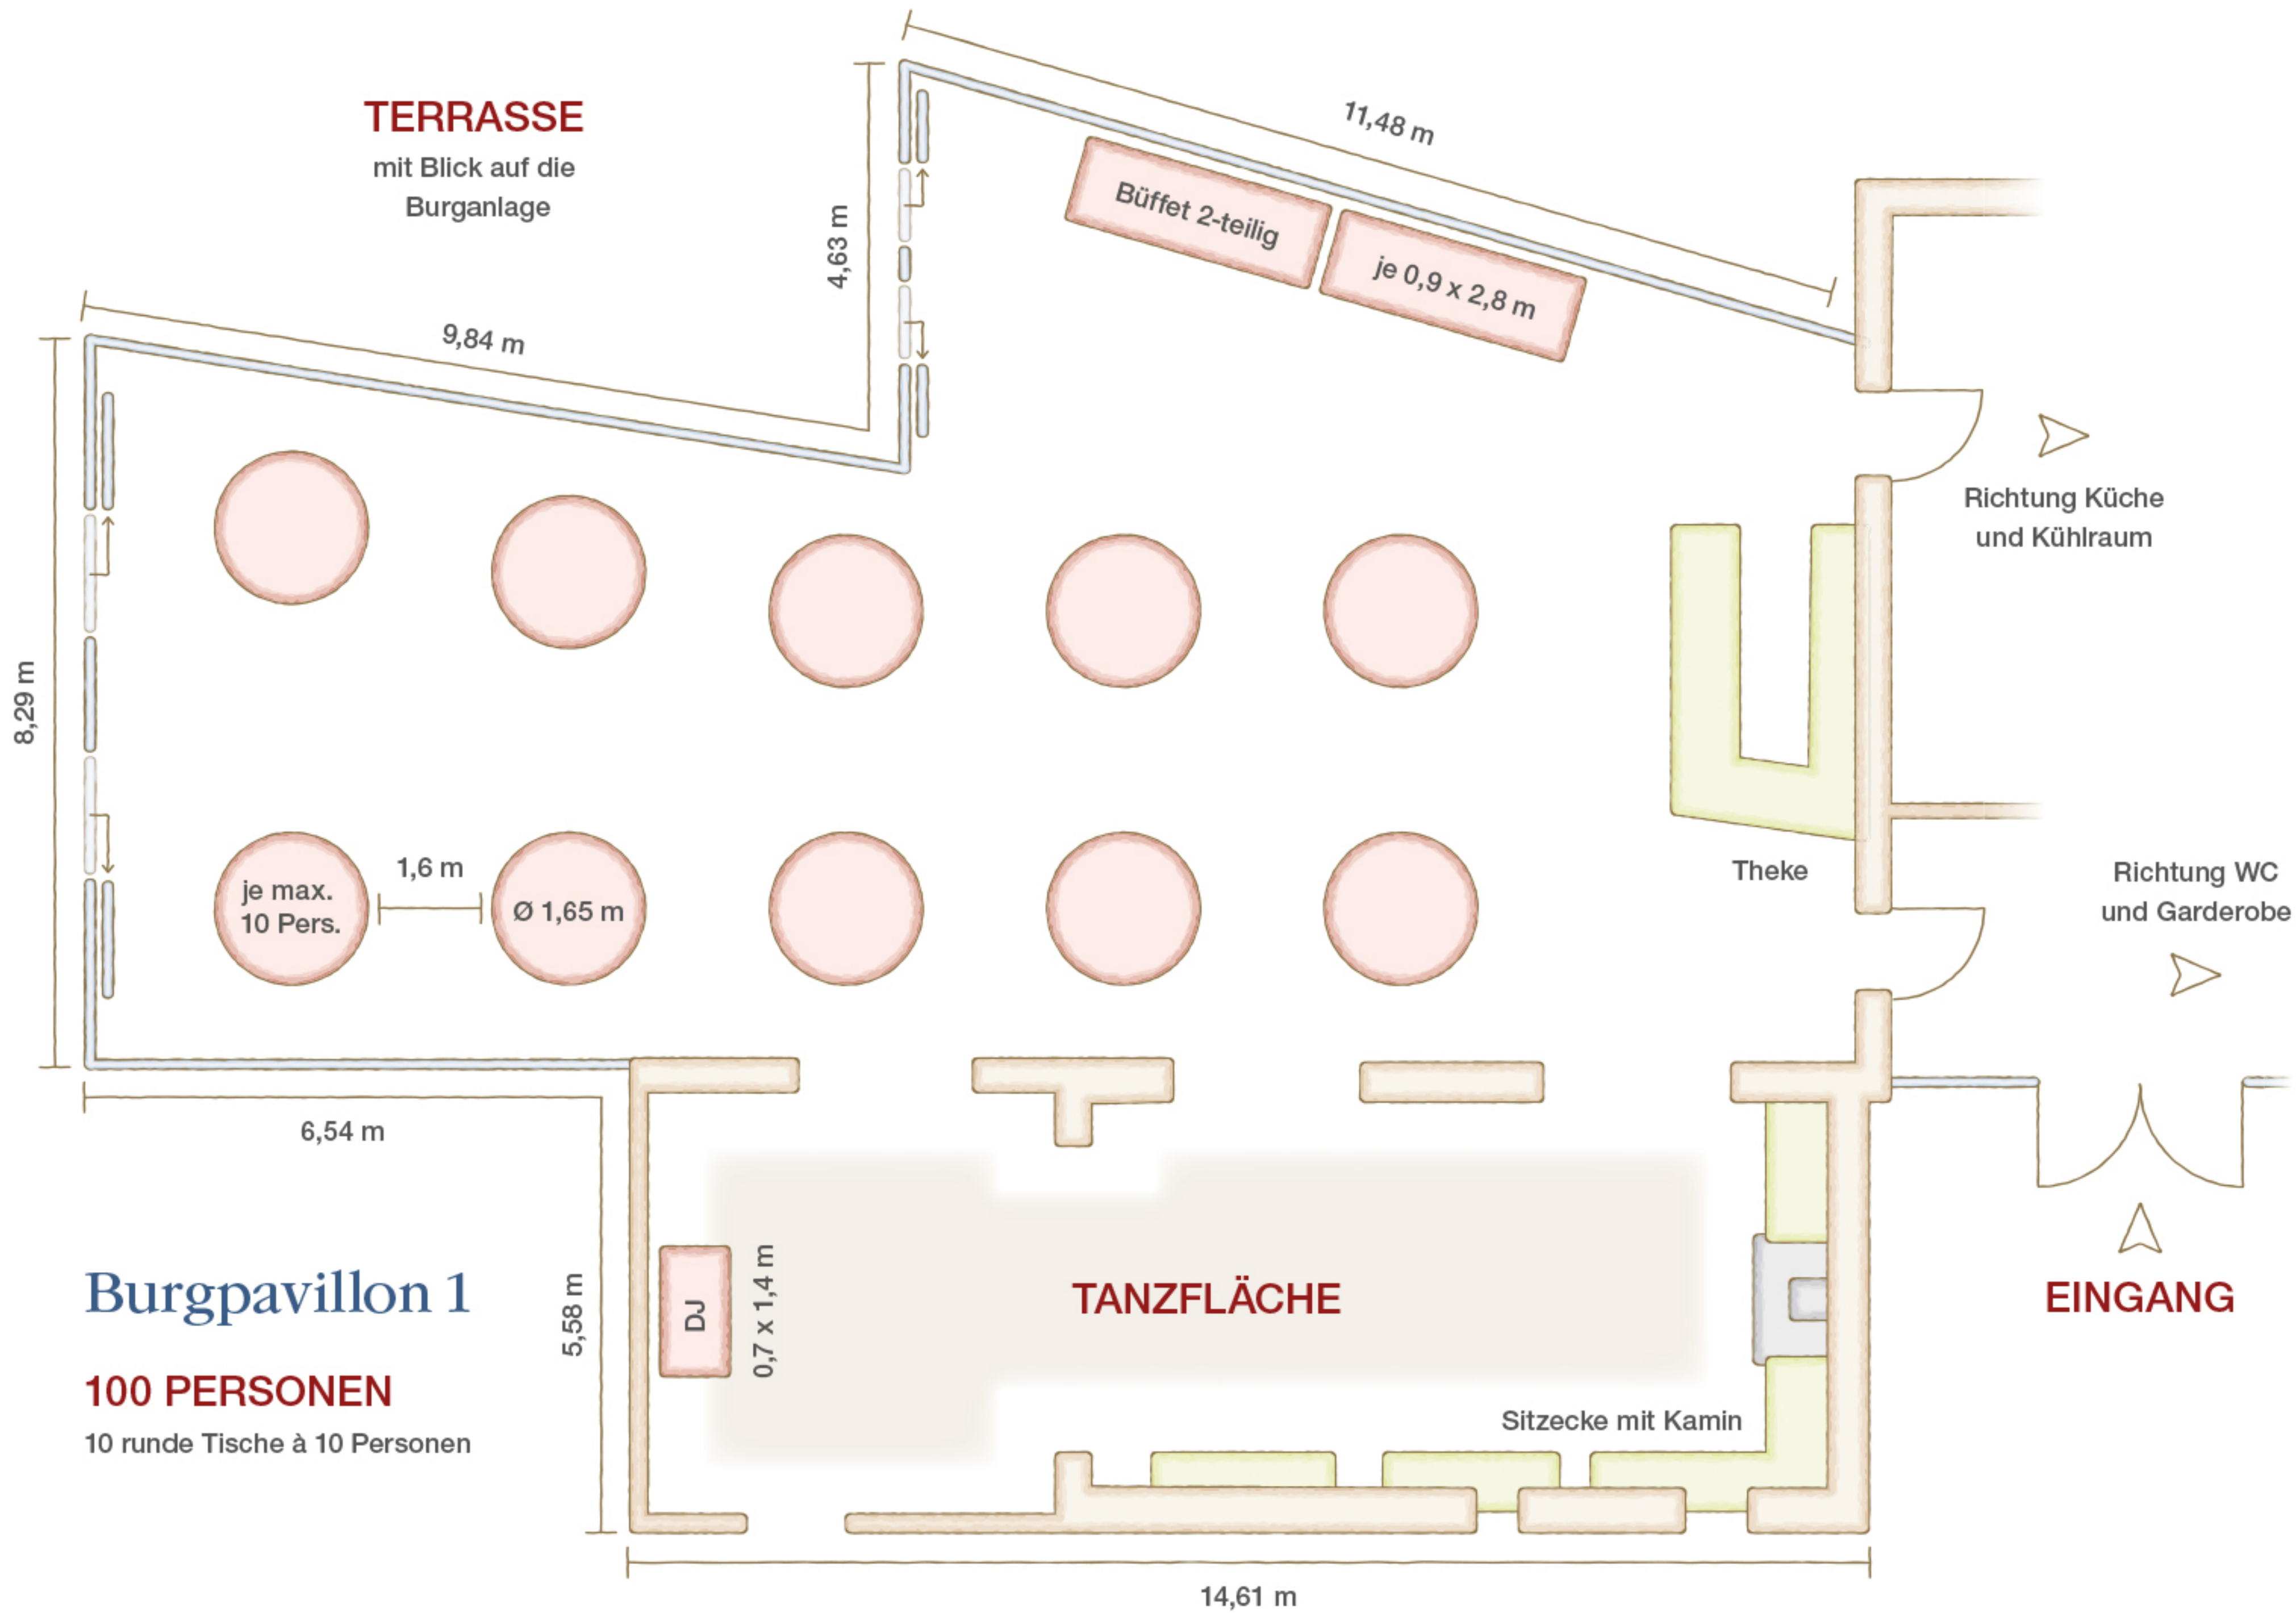 TERRASSE
mit Blick auf die
Burganlage
11,48 m
4,63 m
Büffet 2-teilig
je 0,9 x 2,8 m
9,84 m
8,29 m
Richtung Küche
und Kühlraum
je max.
10 Pers.
1,6 m
Ø 1,65 m
Theke
Richtung WC
und Garderobe
6,54 m
Burgpavillon 1
100 PERSONEN
10 runde Tische à 10 Personen
5,58 m
DJ
0,7 x 1,4 m
TANZFLÄCHE
EINGANG
Sitzecke mit Kamin
14,61 m